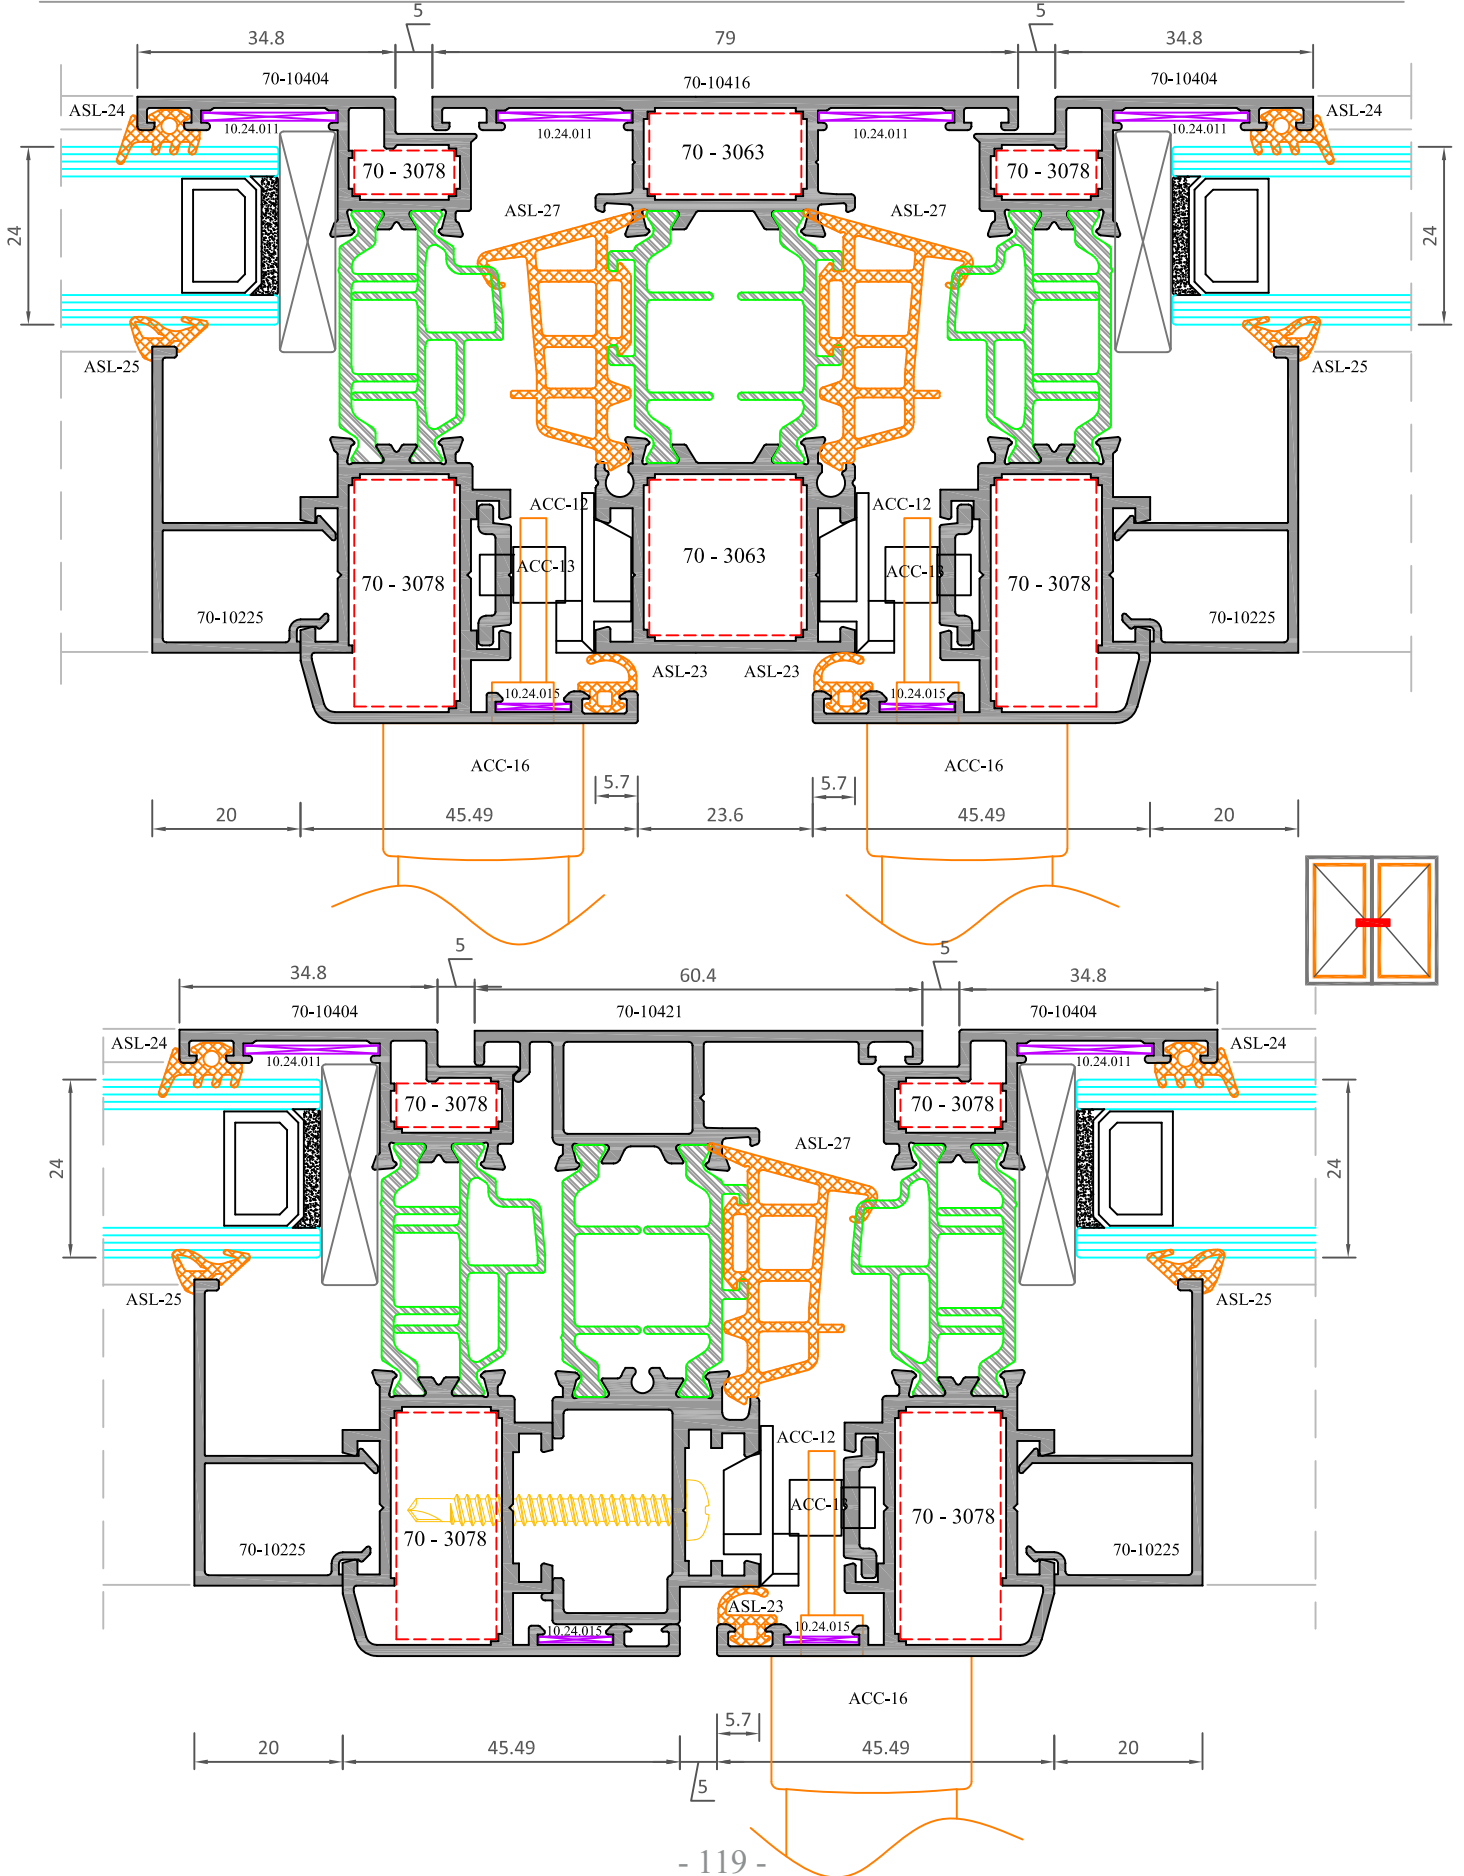 5 5
34.8 79 34.8
70-10404 70-10416 70-10404
ASL-24 ASL-24
10.24.011 10.24.011 10.24.011 10.24.011
70 - 3063
70 - 3078 70 - 3078
ASL-27 ASL-27
24 24
ASL-25 ASL-25
ACC-12 ACC-12
70 - 3063
ACC-13 ACC-13
70 - 3078 70 - 3078
70-10225 70-10225
ASL-23 ASL-23
10.24.015 10.24.015
ACC-16 ACC-16
5.7 5.7
20 45.49 23.6 45.49 20
5 5
34.8 60.4 34.8
70-10404 70-10421 70-10404
ASL-24 ASL-24
10.24.011 10.24.011
70 - 3078 70 - 3078
ASL-27
24 24
ASL-25 ASL-25
ACC-12
ACC-13
70 - 3078 70 - 3078
70-10225 70-10225
ASL-23
10.24.015 10.24.015
ACC-16
5.7
20 45.49 45.49 20
5
- 119 -